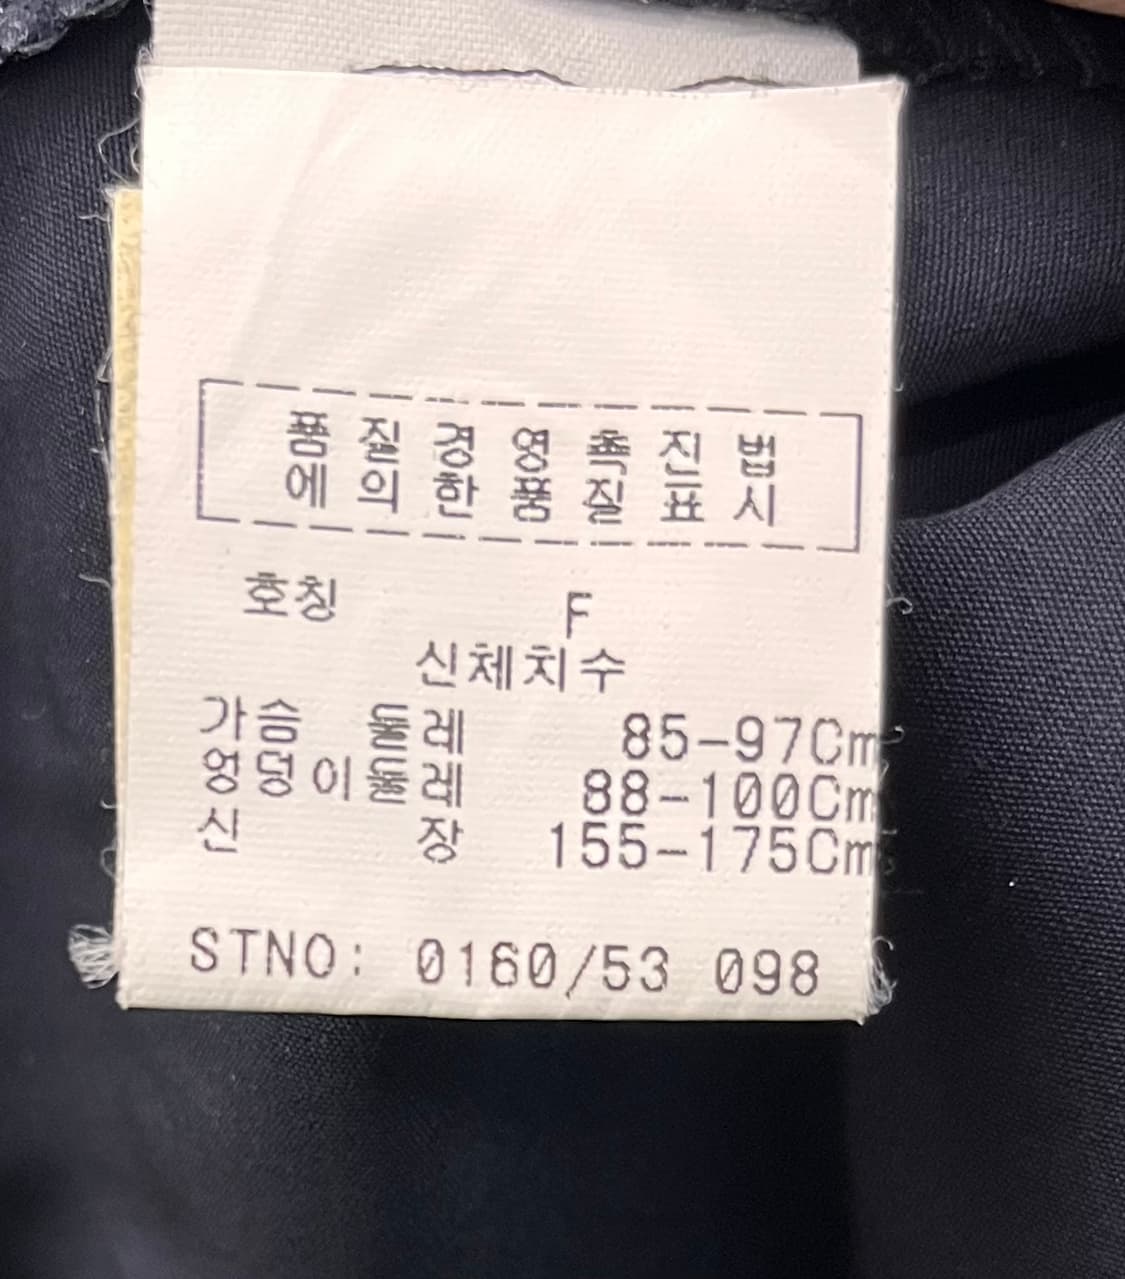 품 질 경 영 촉 진 법
에 의 한 품 질 표 시
호칭 F
신체치수
가슴 둘레 85-97Cm
엉덩이둘레 88-100Cm
신 장 155-175Cm
STNO: 0160/53 098